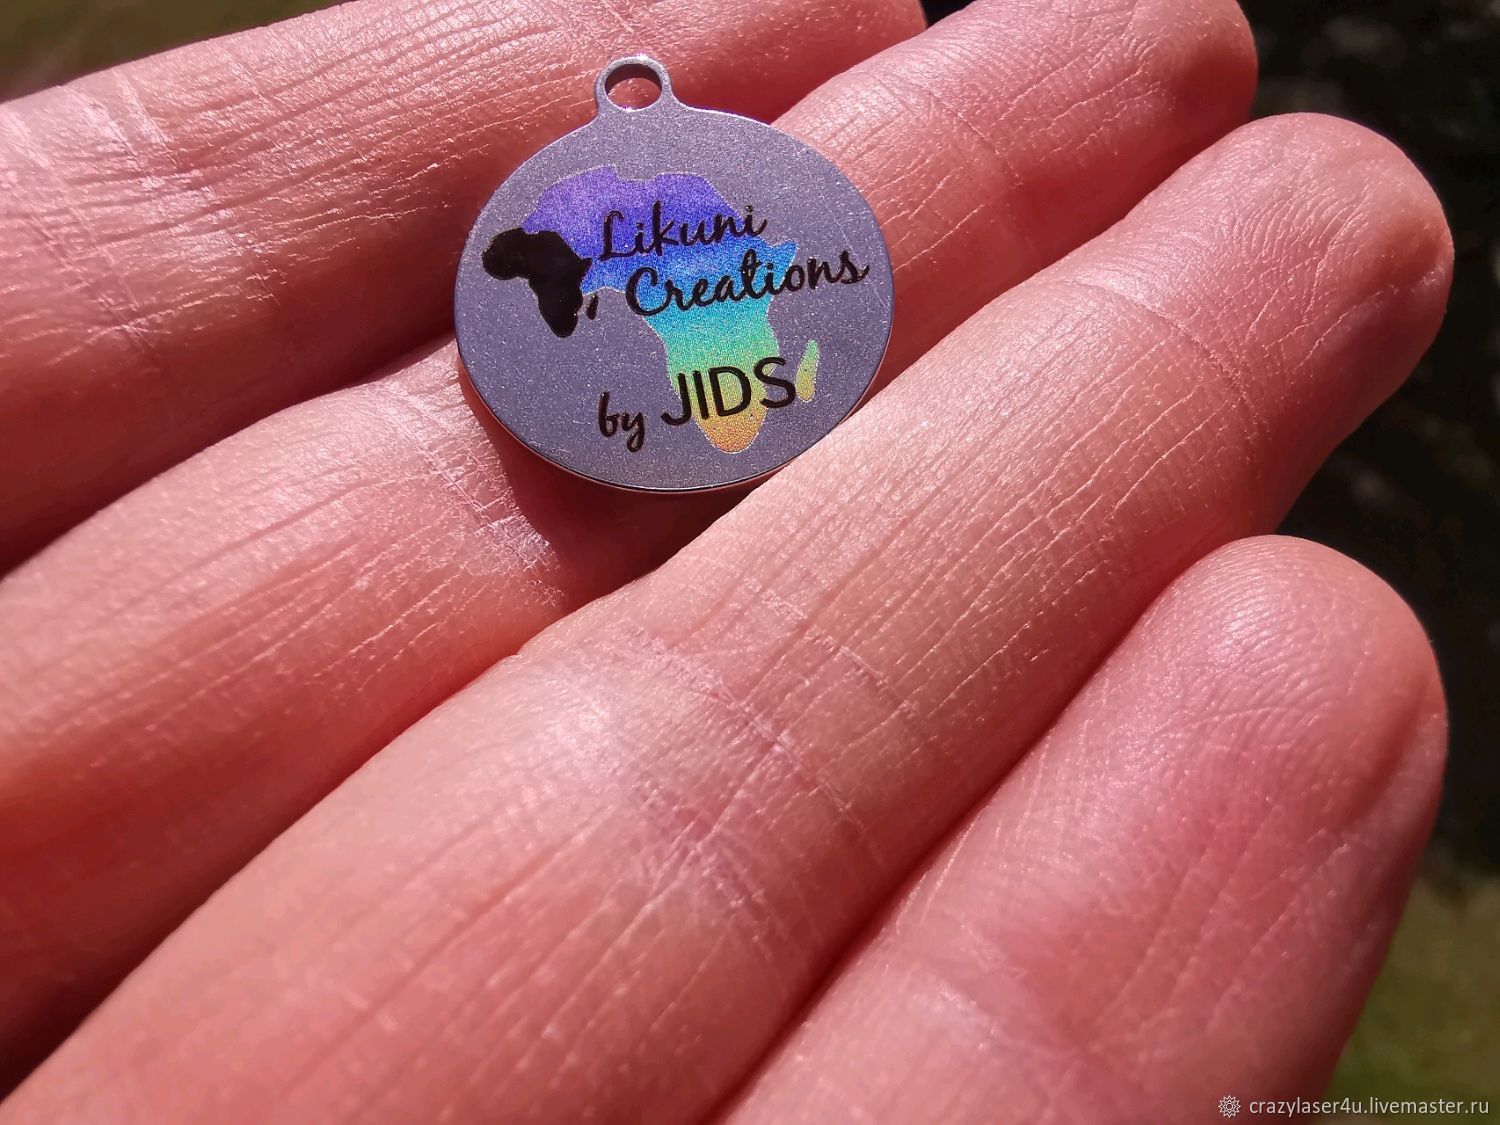 Likuni
Creations
by JIDS
crazylaser4u.livemaster.ru